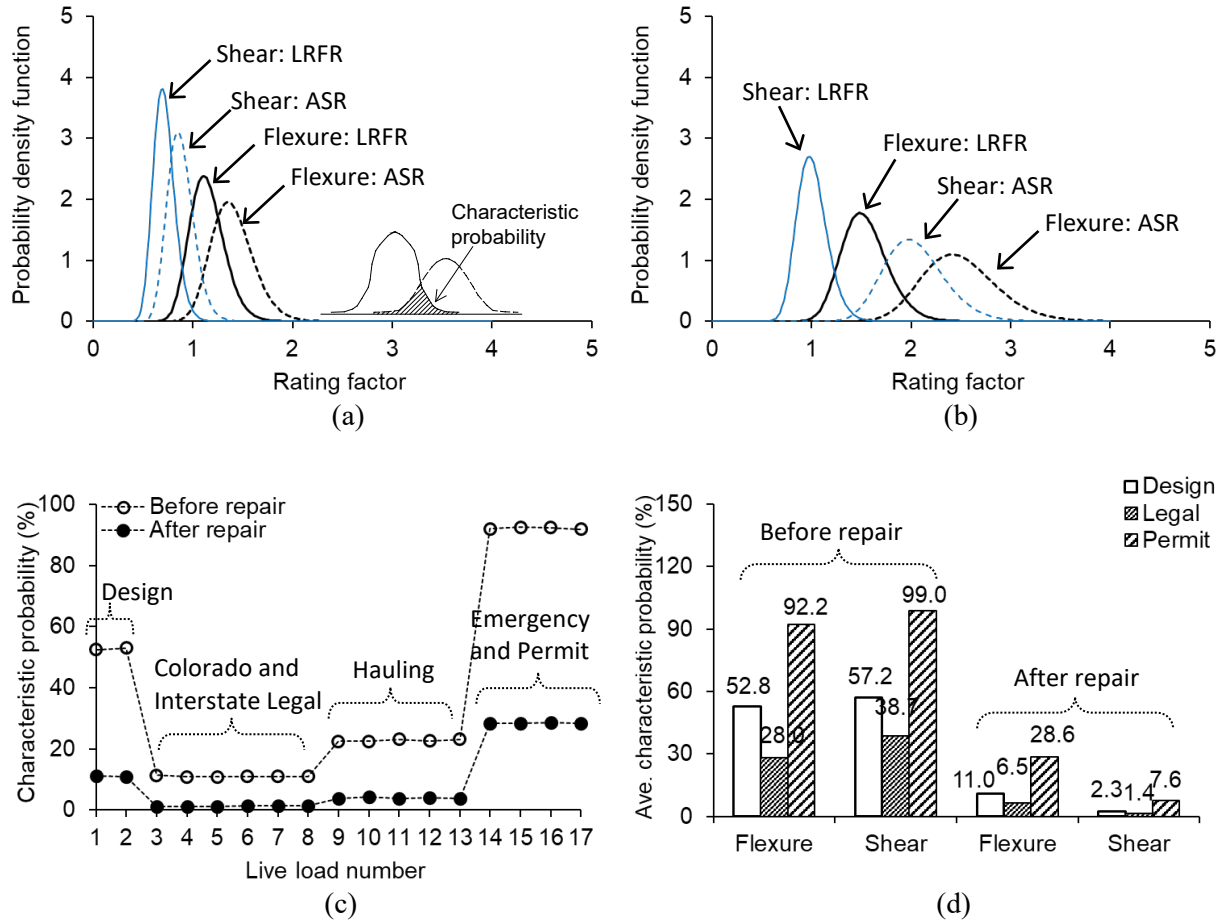 5
4
3
2
1
0
Probability density function
Shear: LRFR
Shear: ASR
Flexure: LRFR
Flexure: ASR
Characteristic
probability
0 1 2 3 4 5
Rating factor
(a)
5
4
3
2
1
0
Probability density function
Shear: LRFR
Flexure: LRFR
Shear: ASR
Flexure: ASR
0 1 2 3 4 5
Rating factor
(b)
100
80
60
40
20
0
Characteristic probability (%)
Before repair
After repair
Design
Colorado and
Interstate Legal
Hauling
Emergency
and Permit
1 2 3 4 5 6 7 8 9 10 11 12 13 14 15 16 17
Live load number
(c)
150
120
90
60
30
0
Ave. characteristic probability (%)
Design
Legal
Permit
Before repair
After repair
52.8
28.0
92.2
57.2
38.7
99.0
11.0
6.5
28.6
2.3
1.4
7.6
Flexure Shear Flexure Shear
(d)